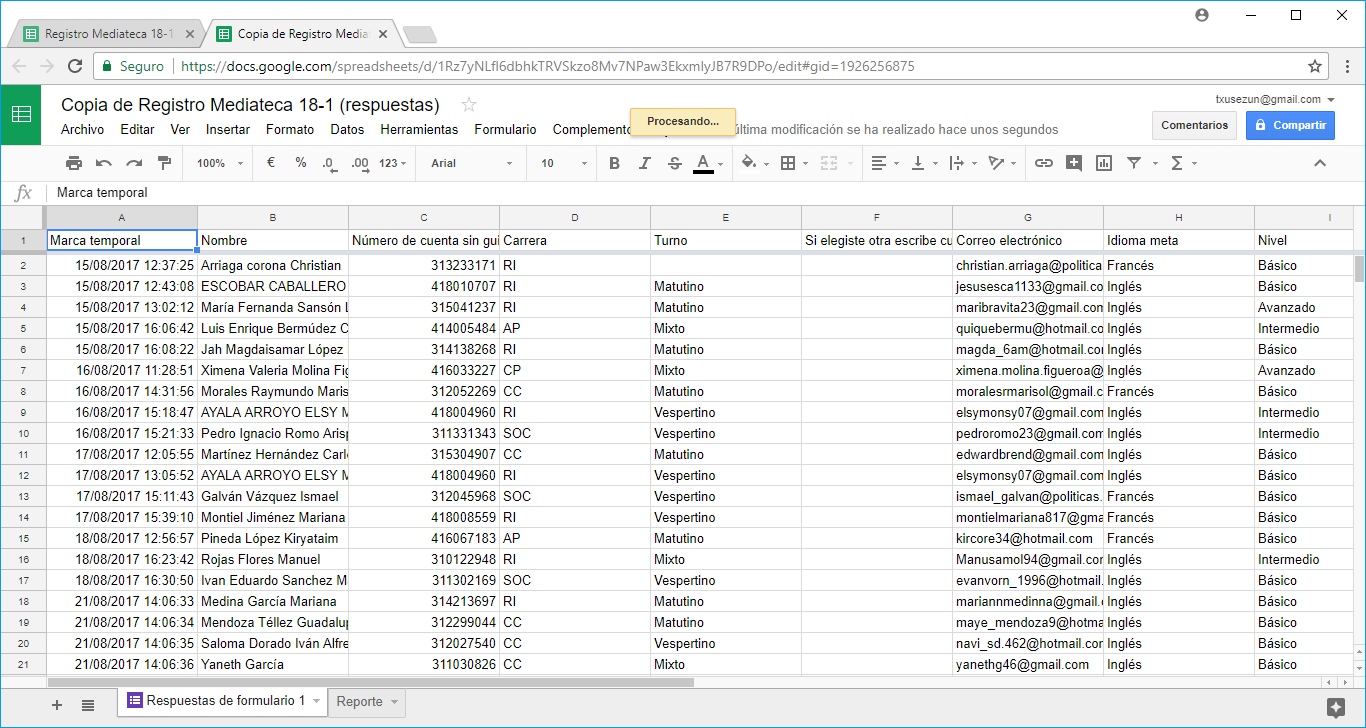 Registro Mediateca 18-1
Copia de Registro Media
Seguro https://docs.google.com/spreadsheets/d/1Rz7yNLfl6dbhkTRVSkzo8Mv7NPaw3EkxmlyJB7R9DPo/edit#gid=1926256875
Copia de Registro Mediateca 18-1 (respuestas)
txusezun@gmail.com
Archivo Editar Ver Insertar Formato Datos Herramientas Formulario Complemento Procesando... última modificación se ha realizado hace unos segundos
Comentarios Compartir
100% € % .0 .00 123 Arial 10 B I S A Σ
fx Marca temporal
A B C D E F G H I
1 Marca temporal Nombre Número de cuenta sin gui Carrera Turno Si elegiste otra escribe cu Correo electrónico Idioma meta Nivel
2 15/08/2017 12:37:25 Arriaga corona Christian 313233171 RI christian.arriaga@politica Francés Básico
3 15/08/2017 12:43:08 ESCOBAR CABALLERO 418010707 RI Matutino jesusesca1133@gmail.co Inglés Básico
4 15/08/2017 13:02:12 María Fernanda Sansón L 315041237 RI Matutino maribravita23@gmail.com Inglés Avanzado
5 15/08/2017 16:06:42 Luis Enrique Bermúdez C 414005484 AP Mixto quiquebermu@hotmail.co Inglés Intermedio
6 15/08/2017 16:08:22 Jah Magdaisamar López 314138268 RI Matutino magda_6am@hotmail.co Inglés Básico
7 16/08/2017 11:28:51 Ximena Valeria Molina Fig 416033227 CP Mixto ximena.molina.figueroa@ Inglés Avanzado
8 16/08/2017 14:31:56 Morales Raymundo Maris 312052269 CC Matutino moralesrmarisol@gmail.c Francés Básico
9 16/08/2017 15:18:47 AYALA ARROYO ELSY M 418004960 RI Vespertino elsymonsy07@gmail.com Inglés Intermedio
10 16/08/2017 15:21:33 Pedro Ignacio Romo Arisp 311331343 SOC Vespertino pedroromo23@gmail.com Inglés Intermedio
11 17/08/2017 12:05:55 Martínez Hernández Carl 315304907 CC Matutino edwardbrend@gmail.com Inglés Básico
12 17/08/2017 13:05:52 AYALA ARROYO ELSY M 418004960 RI Vespertino elsymonsy07@gmail.com Inglés Básico
13 17/08/2017 15:11:43 Galván Vázquez Ismael 312045968 SOC Vespertino ismael_galvan@politicas. Francés Básico
14 17/08/2017 15:39:10 Montiel Jiménez Mariana 418008559 RI Vespertino montielmariana817@gma Francés Básico
15 18/08/2017 12:56:57 Pineda López Kiryataim 416067183 AP Matutino kircore34@hotmail.com Francés Básico
16 18/08/2017 16:23:42 Rojas Flores Manuel 310122948 RI Mixto Manusamol94@gmail.com Inglés Intermedio
17 18/08/2017 16:30:50 Ivan Eduardo Sanchez M 311302169 SOC Vespertino evanvorn_1996@hotmail. Inglés Básico
18 21/08/2017 14:06:33 Medina García Mariana 314213697 RI Matutino mariannmedinna@gmail. Inglés Básico
19 21/08/2017 14:06:34 Mendoza Téllez Guadalup 312299044 CC Matutino maye_mendoza9@hotma Inglés Básico
20 21/08/2017 14:06:35 Saloma Dorado Iván Alfre 312027540 CC Vespertino navi_sd.462@hotmail.com Inglés Básico
21 21/08/2017 14:06:36 Yaneth García 311030826 CC Mixto yanethg46@gmail.com Inglés Básico
Respuestas de formulario 1 Reporte